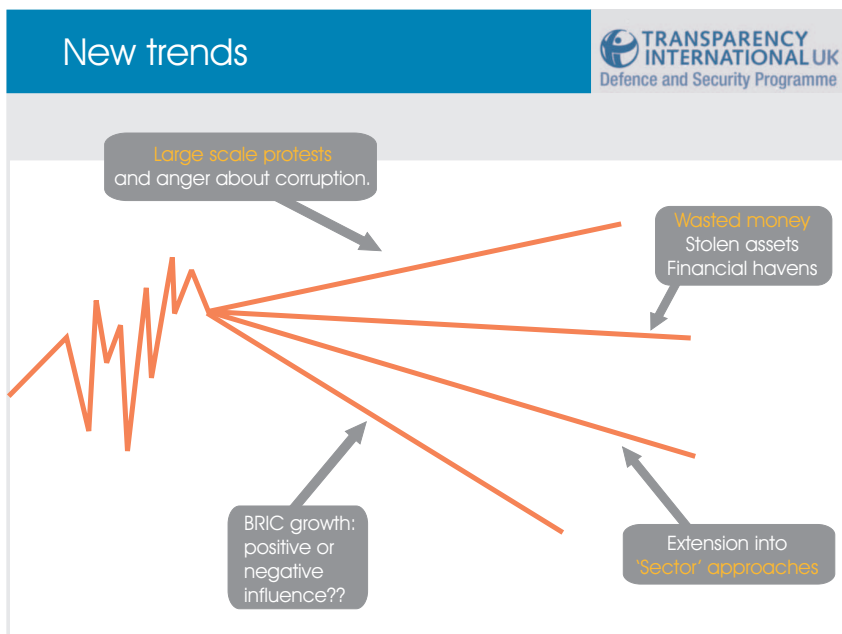 New trends
TRANSPARENCY
INTERNATIONAL UK
Defence and Security Programme
Large scale protests
and anger about corruption.
Wasted money
Stolen assets
Financial havens
BRIC growth:
positive or
negative
influence??
Extension into
‘Sector’ approaches